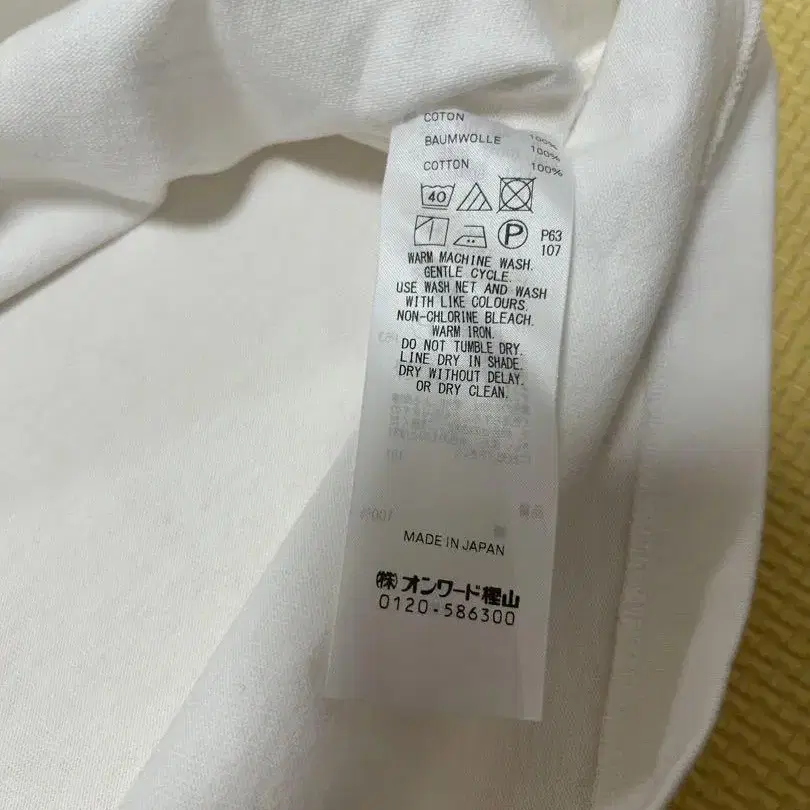 COTON 100%
BAUMWOLLE 100%
COTTON 100%
40
P P63
107
WARM MACHINE WASH.
GENTLE CYCLE.
USE WASH NET AND WASH
WITH LIKE COLOURS.
NON-CHLORINE BLEACH.
WARM IRON.
DO NOT TUMBLE DRY.
LINE DRY IN SHADE.
DRY WITHOUT DELAY.
OR DRY CLEAN.
MADE IN JAPAN
㈱オンワード樫山
0120-586300